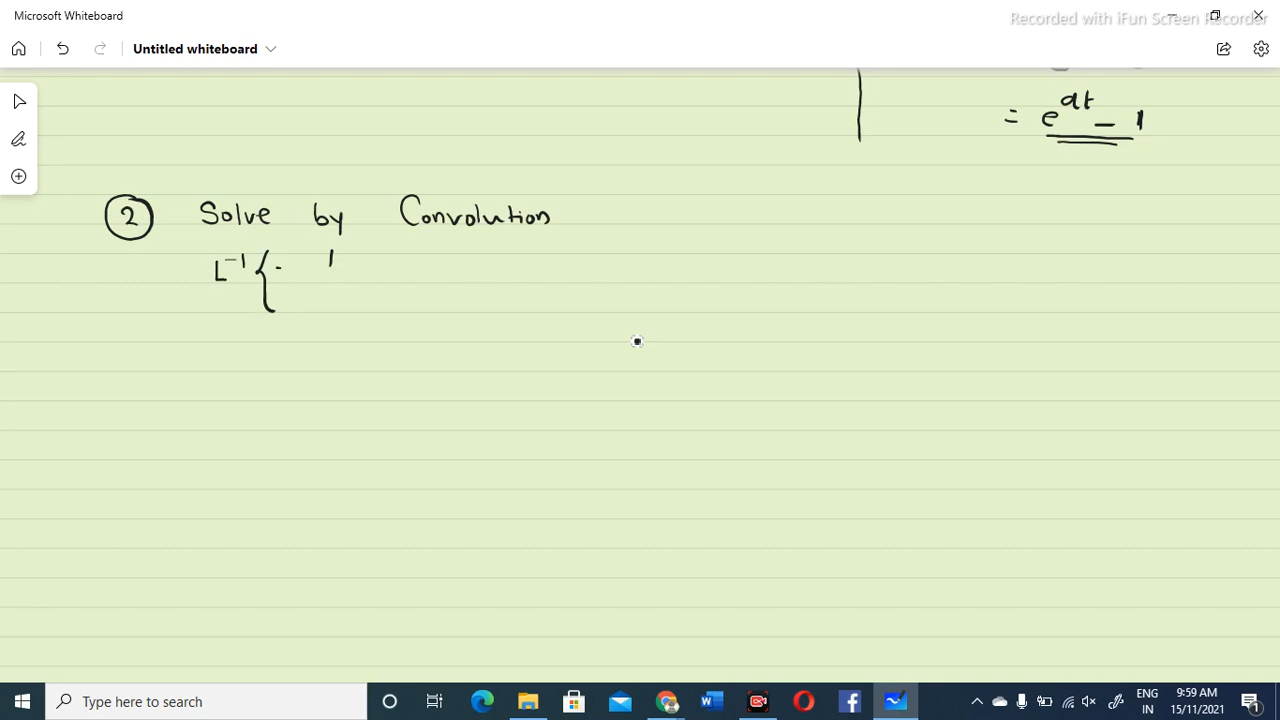 Microsoft Whiteboard
Recorded with iFun Screen Recorder
Untitled whiteboard
= e^{at} - 1
② Solve by Convolution
L^{-1} { - 1
Type here to search
ENG
IN
9:59 AM
15/11/2021
1